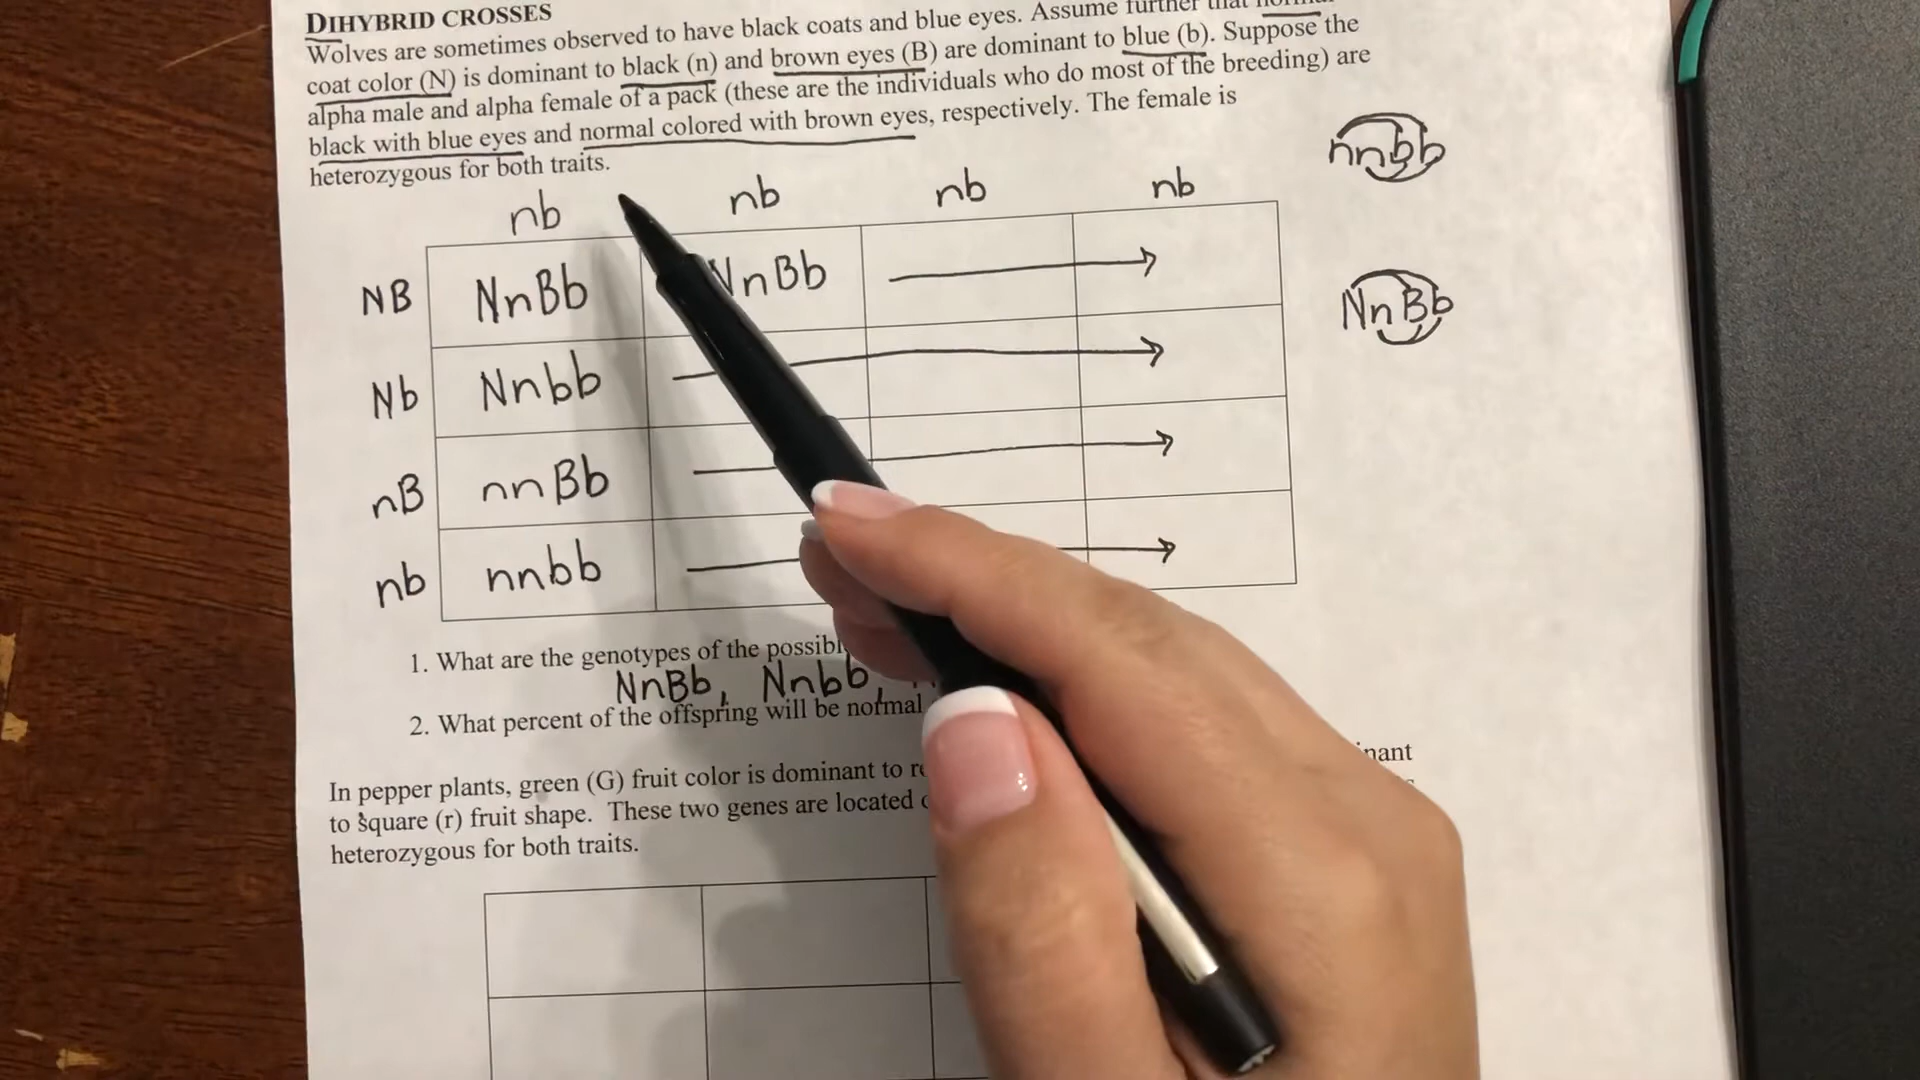 DIHYBRID CROSSES
Wolves are sometimes observed to have black coats and blue eyes. Assume further that normal
coat color (N) is dominant to black (n) and brown eyes (B) are dominant to blue (b). Suppose the
alpha male and alpha female of a pack (these are the individuals who do most of the breeding) are
black with blue eyes and normal colored with brown eyes, respectively. The female is
heterozygous for both traits.
nnbb
nb nb nb nb
NB NnBb NnBb
NnBb
Nb Nnbb
nB nnBb
nb nnbb
1. What are the genotypes of the
NnBb, Nnbb,
2. What percent of the offspring will be normal
In pepper plants, green (G) fruit color is dominant to
to square (r) fruit shape. These two genes are located
heterozygous for both traits.